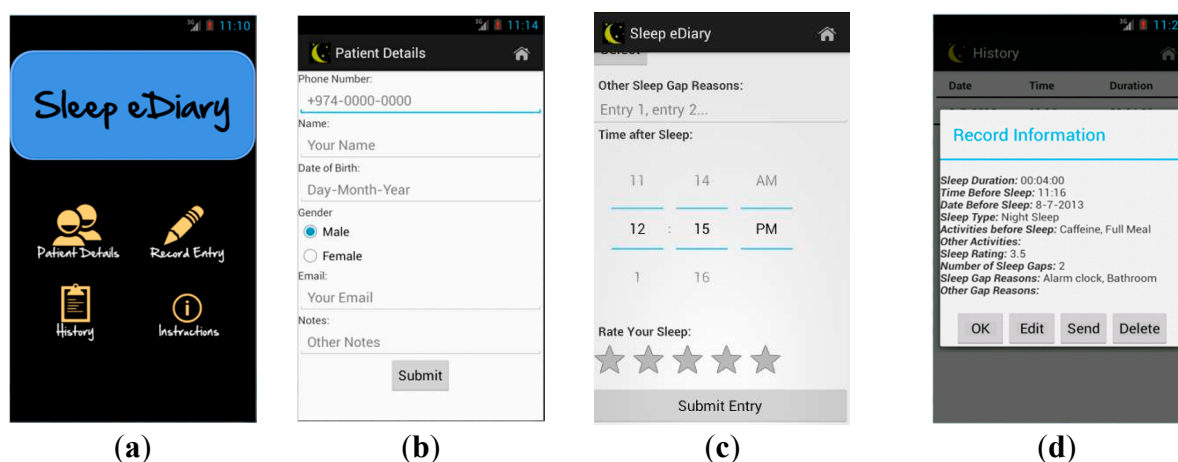 3G 11:10
Sleep eDiary
Patient Details Record Entry
History Instructions
(a)
3G 11:14
Patient Details
Phone Number:
+974-0000-0000
Name:
Your Name
Date of Birth:
Day-Month-Year
Gender
Male
Female
Email:
Your Email
Notes:
Other Notes
Submit
(b)
Sleep eDiary
Other Sleep Gap Reasons:
Entry 1, entry 2...
Time after Sleep:
11 14 AM
12 : 15 PM
1 16
Rate Your Sleep:
Submit Entry
(c)
3G 11:2
History
Date Time Duration
Record Information
Sleep Duration: 00:04:00
Time Before Sleep: 11:16
Date Before Sleep: 8-7-2013
Sleep Type: Night Sleep
Activities before Sleep: Caffeine, Full Meal
Other Activities:
Sleep Rating: 3.5
Number of Sleep Gaps: 2
Sleep Gap Reasons: Alarm clock, Bathroom
Other Gap Reasons:
OK Edit Send Delete
(d)